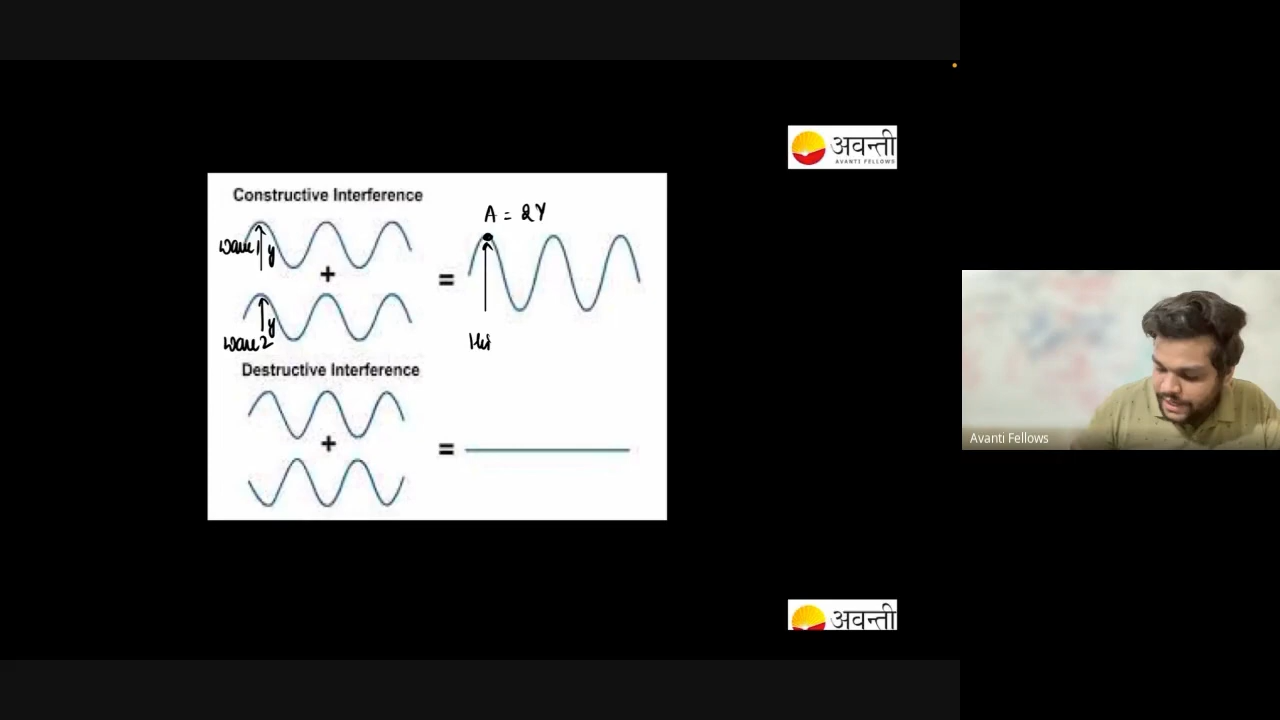 अवन्ती
AVANTI FELLOWS
Constructive Interference
A = 2Y
wave 1
y
+
=
y
wave 2
Destructive Interference
+
=
Avanti Fellows
अवन्ती